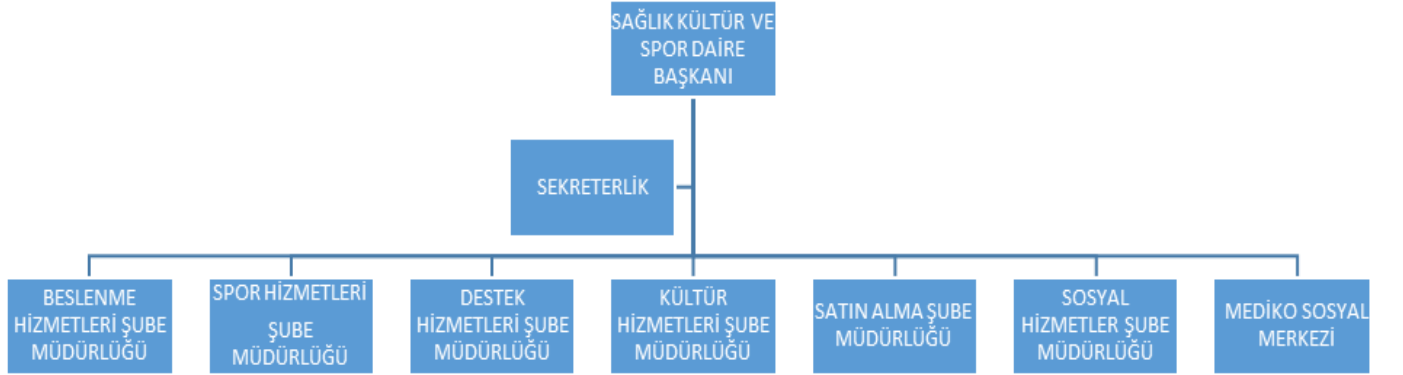 SAĞLIK KÜLTÜR VE
SPOR DAİRE
BAŞKANI
SEKRETERLİK
BESLENME
HİZMETLERİ ŞUBE
MÜDÜRLÜĞÜ
SPOR HİZMETLERİ
ŞUBE
MÜDÜRLÜĞÜ
DESTEK
HİZMETLERİ ŞUBE
MÜDÜRLÜĞÜ
KÜLTÜR
HİZMETLERİ ŞUBE
MÜDÜRLÜĞÜ
SATIN ALMA ŞUBE
MÜDÜRLÜĞÜ
SOSYAL
HİZMETLER ŞUBE
MÜDÜRLÜĞÜ
MEDİKO SOSYAL
MERKEZİ